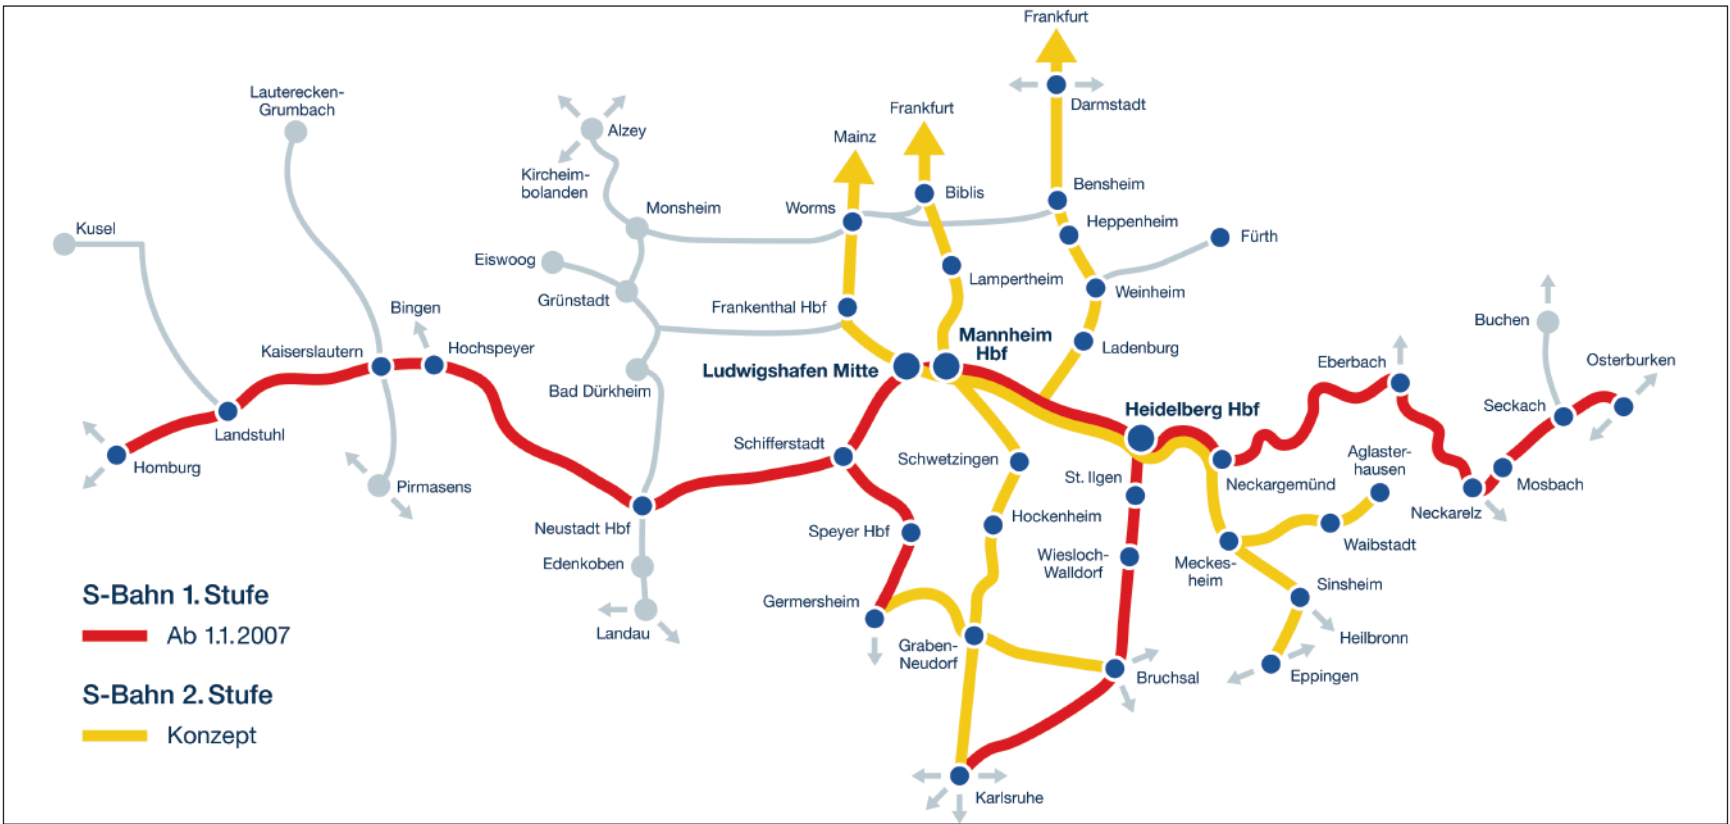 Frankfurt
Lauterecken-
Grumbach
Darmstadt
Frankfurt
Alzey
Mainz
Kircheim-
bolanden
Bensheim
Biblis
Monsheim
Worms
Heppenheim
Kusel
Fürth
Eiswoog
Lampertheim
Weinheim
Grünstadt
Bingen
Frankenthal Hbf
Buchen
Mannheim
Hbf
Kaiserslautern
Hochspeyer
Ladenburg
Eberbach
Osterburken
Ludwigshafen Mitte
Bad Dürkheim
Heidelberg Hbf
Seckach
Landstuhl
Schifferstadt
Schwetzingen
Aglaster-
hausen
Homburg
St. Ilgen
Neckargemünd
Mosbach
Pirmasens
Neckarelz
Hockenheim
Neustadt Hbf
Speyer Hbf
Waibstadt
Wiesloch-
Walldorf
Edenkoben
Meckes-
heim
Sinsheim
S-Bahn 1. Stufe
Germersheim
Landau
Ab 1.1.2007
Heilbronn
Graben-
Neudorf
Bruchsal
Eppingen
S-Bahn 2. Stufe
Konzept
Karlsruhe